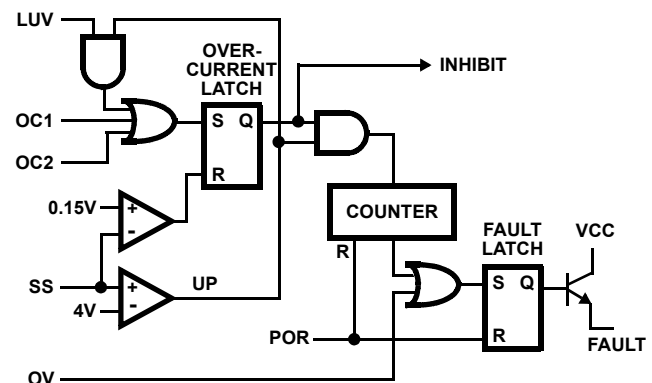 LUV
OVER-
CURRENT
LATCH
INHIBIT
OC1
S Q
OC2
R
0.15V
+
-
COUNTER
FAULT
LATCH
VCC
R
SS
+
UP
4V
-
S Q
POR
R
FAULT
OV